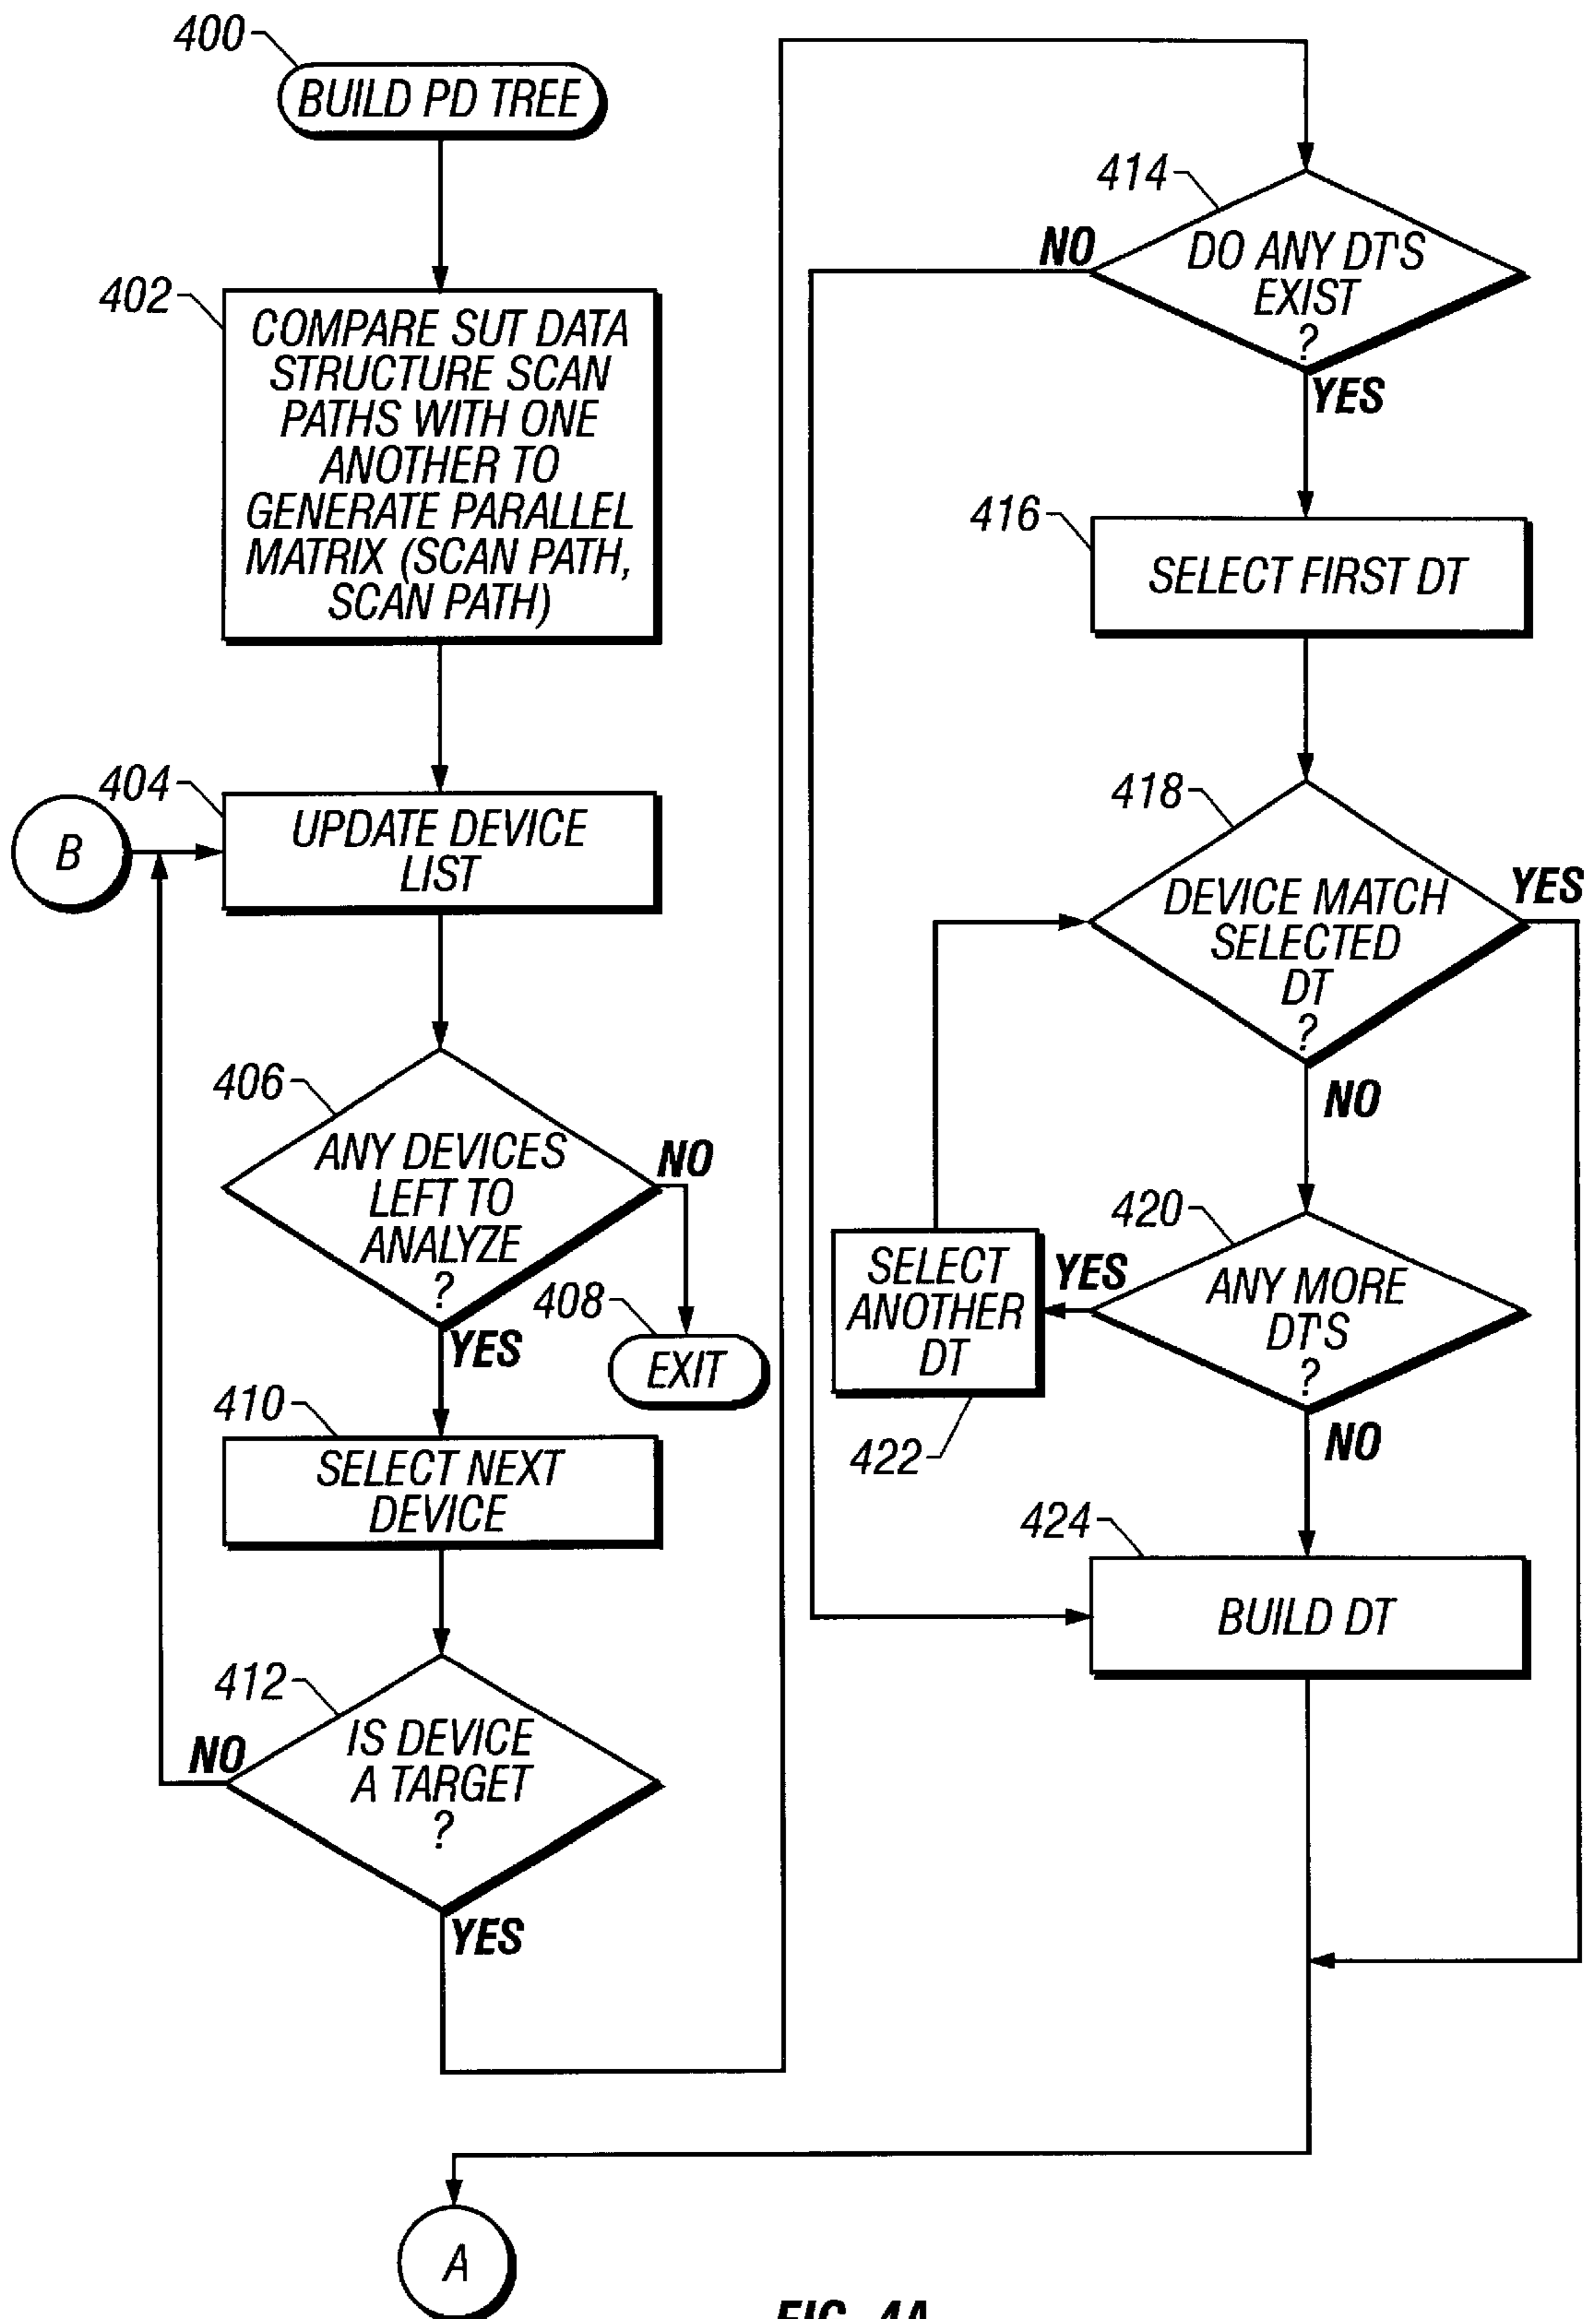 400
BUILD PD TREE
402
COMPARE SUT DATA
STRUCTURE SCAN
PATHS WITH ONE
ANOTHER TO
GENERATE PARALLEL
MATRIX (SCAN PATH,
SCAN PATH)
404
B
UPDATE DEVICE
LIST
406
ANY DEVICES
LEFT TO
ANALYZE
?
NO
YES
408
EXIT
410
SELECT NEXT
DEVICE
412
IS DEVICE
A TARGET
?
NO
YES
414
DO ANY DT'S
EXIST
?
NO
YES
416
SELECT FIRST DT
418
DEVICE MATCH
SELECTED
DT
?
YES
NO
420
ANY MORE
DT'S
?
YES
NO
SELECT
ANOTHER
DT
422
424
BUILD DT
A
FIG. 4A